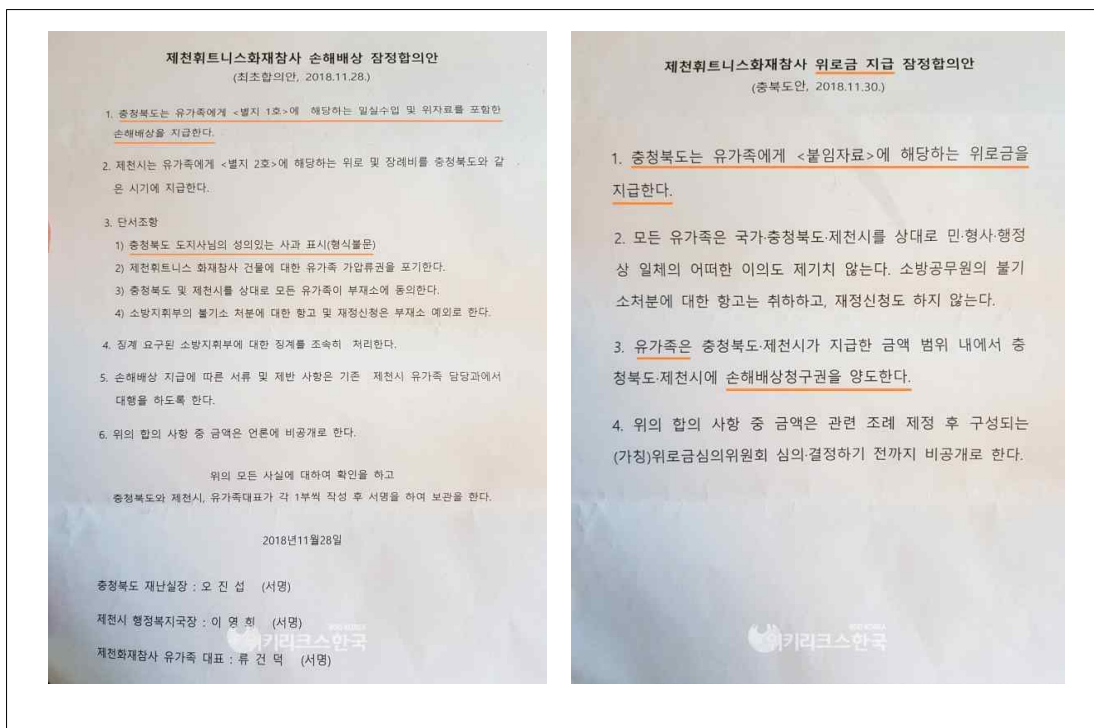 제천휘트니스화재참사 손해배상 잠정합의안
(최초합의안, 2018.11.28.)
1. 충청북도는 유가족에게 <별지 1호>에 해당하는 일실수입 및 위자료를 포함한
손해배상을 지급한다.
2. 제천시는 유가족에게 <별지 2호>에 해당하는 위로 및 장례비를 충청북도와 같
은 시기에 지급한다.
3. 단서조항
1) 충청북도 도지사님의 성의있는 사과 표시(형식불문)
2) 제천휘트니스 화재참사 건물에 대한 유가족 가압류권을 포기한다.
3) 충청북도 및 제천시를 상대로 모든 유가족이 부재소에 동의한다.
4) 소방지휘부의 불기소 처분에 대한 항고 및 재정신청은 부재소 예외로 한다.
4. 징계 요구된 소방지휘부에 대한 징계를 조속히 처리한다.
5. 손해배상 지급에 따른 서류 및 제반 사항은 기존 제천시 유가족 담당과에서
대행을 하도록 한다.
6. 위의 합의 사항 중 금액은 언론에 비공개로 한다.
위의 모든 사실에 대하여 확인을 하고
충청북도와 제천시, 유가족대표가 각 1부씩 작성 후 서명을 하여 보관을 한다.
2018년11월28일
충청북도 재난실장 : 오 진 섭 (서명)
제천시 행정복지국장 : 이 영 희 (서명)
제천화재참사 유가족 대표 : 류 건 덕 (서명)
위키리크스한국
제천휘트니스화재참사 위로금 지급 잠정합의안
(충북도안, 2018.11.30.)
1. 충청북도는 유가족에게 <붙임자료>에 해당하는 위로금을
지급한다.
2. 모든 유가족은 국가·충청북도·제천시를 상대로 민·형사·행정
상 일체의 어떠한 이의도 제기치 않는다. 소방공무원의 불기
소처분에 대한 항고는 취하하고, 재정신청도 하지 않는다.
3. 유가족은 충청북도·제천시가 지급한 금액 범위 내에서 충
청북도·제천시에 손해배상청구권을 양도한다.
4. 위의 합의 사항 중 금액은 관련 조례 제정 후 구성되는
(가칭)위로금심의위원회 심의·결정하기 전까지 비공개로 한다.
위키리크스한국